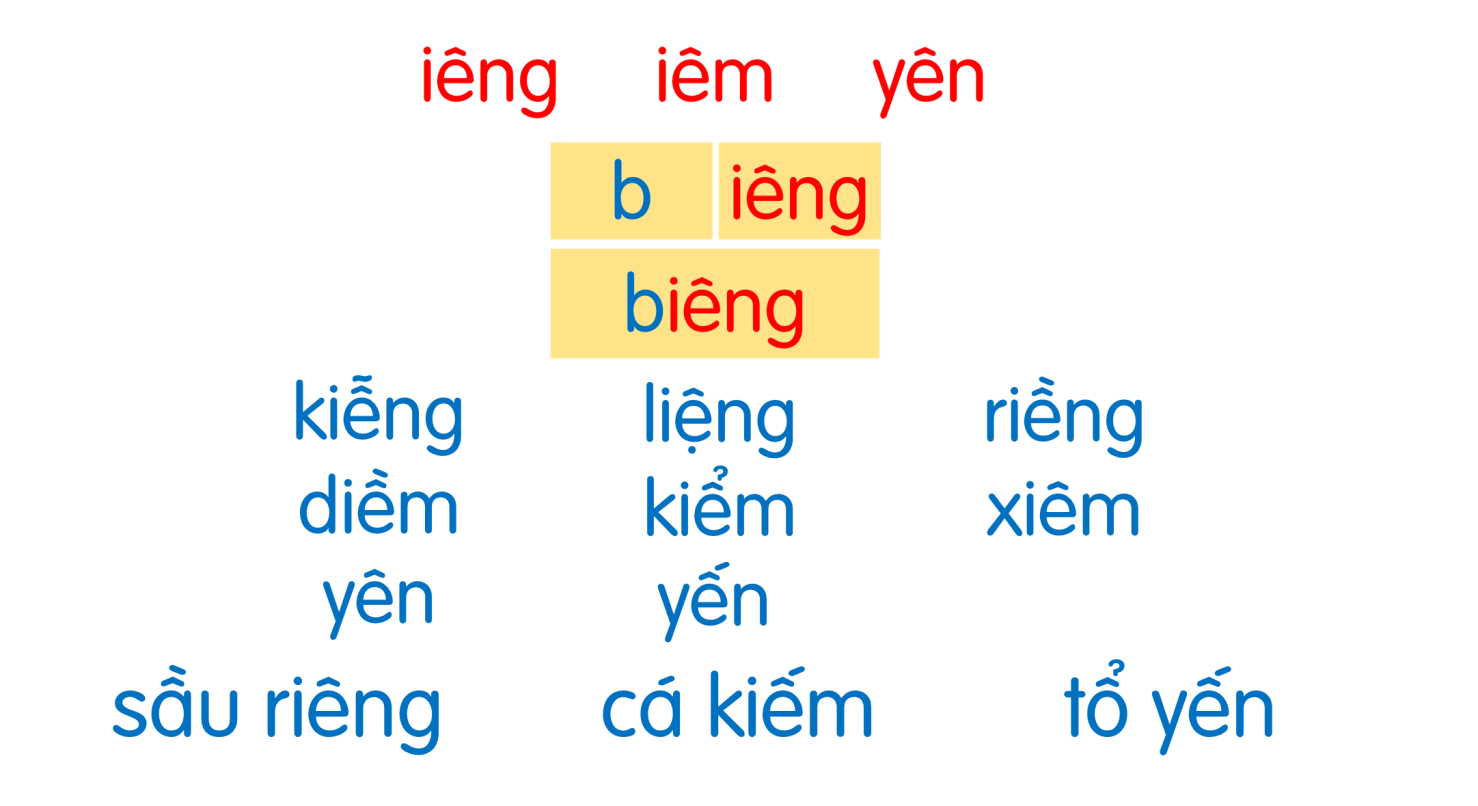 iêng iêm yên
b iêng
biêng
kiễng liệng riềng
diềm kiểm xiêm
yên yến
sầu riêng cá kiếm tổ yến